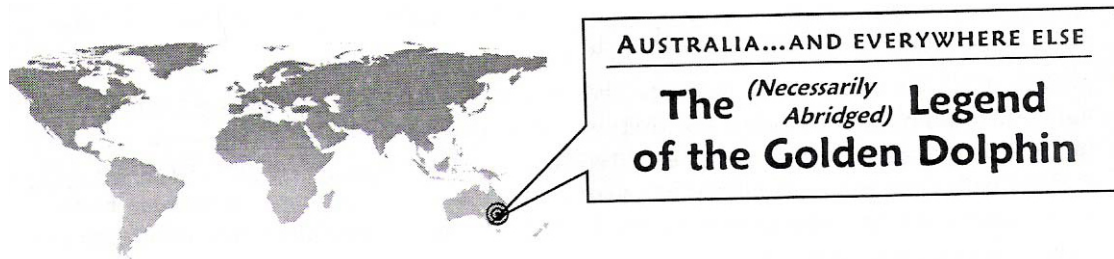 AUSTRALIA...AND EVERYWHERE ELSE
The (Necessarily Abridged) Legend
of the Golden Dolphin